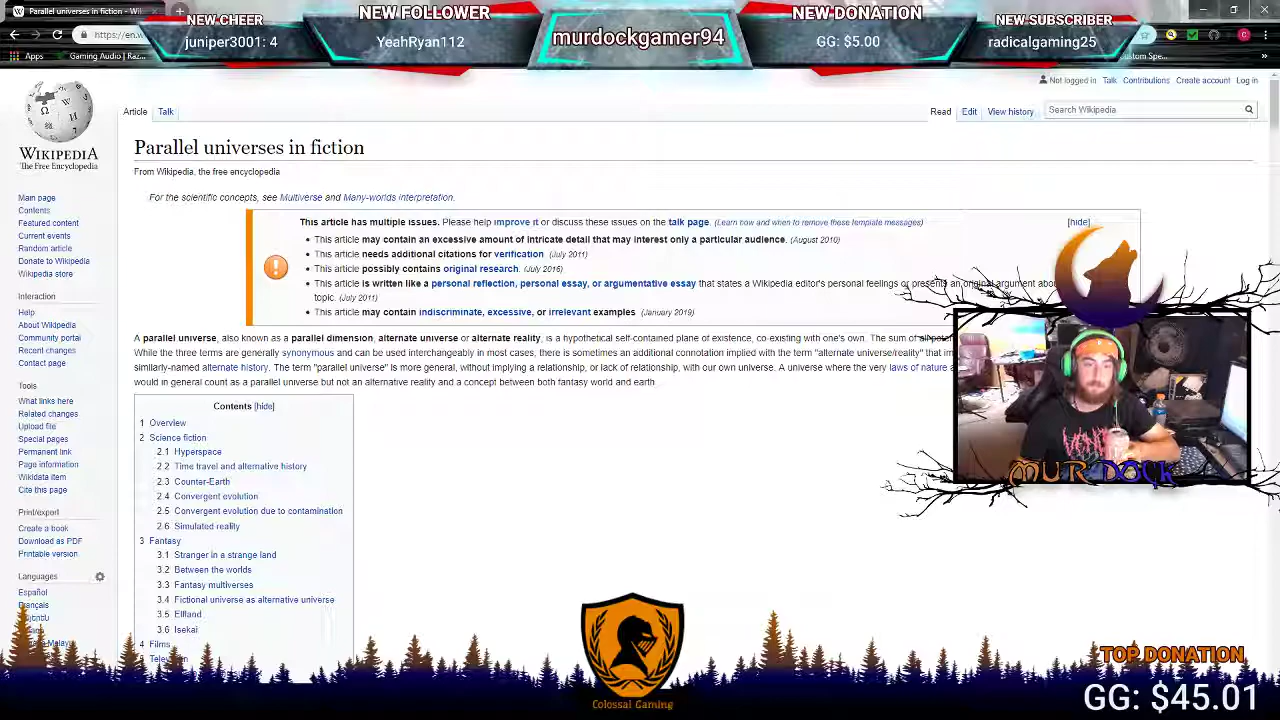 NEW CHEER
juniper3001: 4
NEW FOLLOWER
YeahRyan112
murdockgamer94
NEW DONATION
GG: $5.00
NEW SUBSCRIBER
radicalgaming25
Parallel universes in fiction - Wiki
https://en.w
Apps
Gaming Audio | Raz...
Not logged in Talk Contributions Create account Log in
Article Talk
Read Edit View history
Search Wikipedia
WIKIPEDIA
The Free Encyclopedia
Main page
Contents
Featured content
Current events
Random article
Donate to Wikipedia
Wikipedia store
Interaction
Help
About Wikipedia
Community portal
Recent changes
Contact page
Tools
What links here
Related changes
Upload file
Special pages
Permanent link
Page information
Wikidata item
Cite this page
Print/export
Create a book
Download as PDF
Printable version
Languages
Español
Français
Parallel universes in fiction
From Wikipedia, the free encyclopedia
For the scientific concepts, see Multiverse and Many-worlds interpretation.
This article has multiple issues. Please help improve it or discuss these issues on the talk page. (Learn how and when to remove these template messages)
[hide]
This article may contain an excessive amount of intricate detail that may interest only a particular audience. (August 2010)
This article needs additional citations for verification. (July 2011)
This article possibly contains original research. (July 2016)
This article is written like a personal reflection, personal essay, or argumentative essay that states a Wikipedia editor's personal feelings or presents an original argument abo
topic. (July 2011)
This article may contain indiscriminate, excessive, or irrelevant examples. (January 2019)
A parallel universe, also known as a parallel dimension, alternate universe or alternate reality, is a hypothetical self-contained plane of existence, co-existing with one's own. The sum of all
While the three terms are generally synonymous and can be used interchangeably in most cases, there is sometimes an additional connotation implied with the term "alternate universe/reality" that im
similarly-named alternate history. The term "parallel universe" is more general, without implying a relationship, or lack of relationship, with our own universe. A universe where the very laws of nature
would in general count as a parallel universe but not an alternative reality and a concept between both fantasy world and earth
Contents [hide]
1 Overview
2 Science fiction
2.1 Hyperspace
2.2 Time travel and alternative history
2.3 Counter-Earth
2.4 Convergent evolution
2.5 Convergent evolution due to contamination
2.6 Simulated reality
3 Fantasy
3.1 Stranger in a strange land
3.2 Between the worlds
3.3 Fantasy multiverses
3.4 Fictional universe as alternative universe
3.5 Elfland
3.6 Isekai
4 Films
MURDOCK
Colossal Gaming
TOP DONATION
GG: $45.01